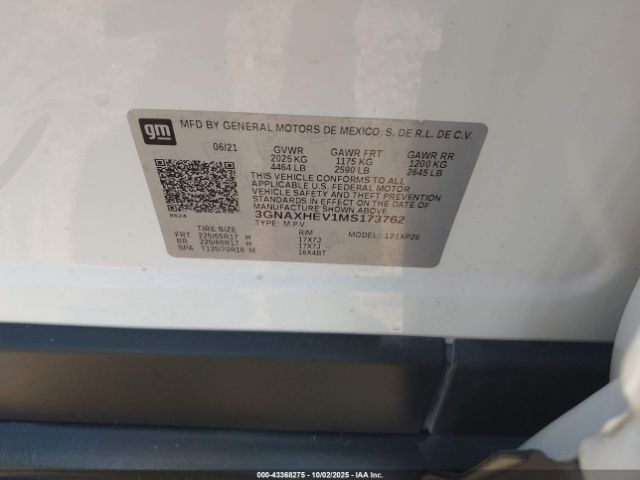 gm
MFD BY GENERAL MOTORS DE MEXICO, S. DE R.L. DE C.V.
06/21 GVWR GAWR FRT GAWR RR
2025 KG 1175 KG 1200 KG
4464 LB 2590 LB 2645 LB
THIS VEHICLE CONFORMS TO ALL
APPLICABLE U.S. FEDERAL MOTOR
VEHICLE SAFETY AND THEFT
PREVENTION STANDARDS IN EFFECT
ON THE DATE OF MANUFACTURE
SHOWN ABOVE.
3GNAXHEV1MS173762
TYPE: M.P.V MODEL: 121XP26
TIRE SIZE RIM
FRT 225/65R17 H 17X7J
RR 225/65R17 H 17X7J
SPA T135/70R16 M 16X4BT
000-43368275 - 10/02/2025 - IAA Inc.